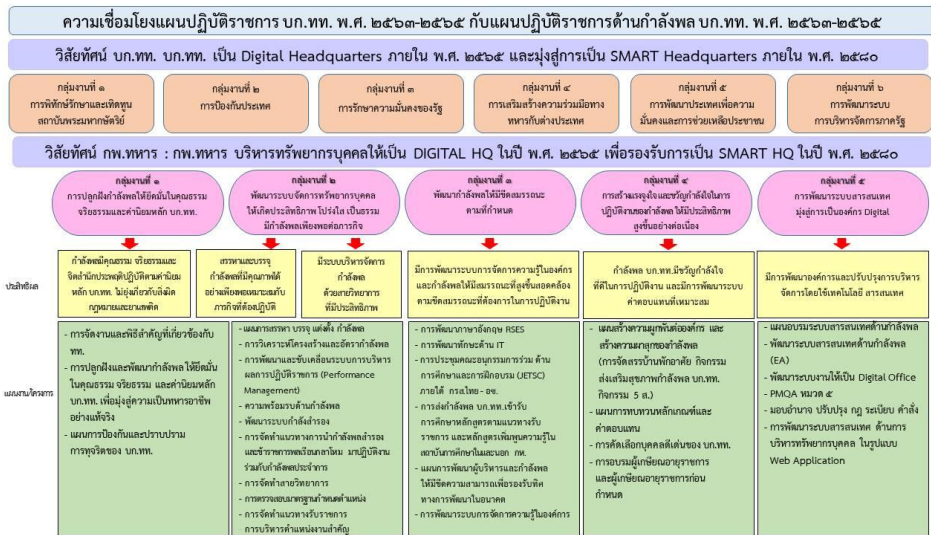 ความเชื่อมโยงแผนปฏิบัติราชการ บก.ทท. พ.ศ. ๒๕๖๓-๒๕๖๕ กับแผนปฏิบัติราชการด้านกำลังพล บก.ทท. พ.ศ. ๒๕๖๓-๒๕๖๕
วิสัยทัศน์ บก.ทท. บก.ทท. เป็น Digital Headquarters ภายใน พ.ศ. ๒๕๖๕ และมุ่งสู่การเป็น SMART Headquarters ภายใน พ.ศ. ๒๕๘๐
กลุ่มงานที่ ๑
การพิทักษ์รักษาและเทิดทูน
สถาบันพระมหากษัตริย์
กลุ่มงานที่ ๒
การป้องกันประเทศ
กลุ่มงานที่ ๓
การรักษาความมั่นคงของรัฐ
กลุ่มงานที่ ๔
การเสริมสร้างความร่วมมือทาง
ทหารกับต่างประเทศ
กลุ่มงานที่ ๕
การพัฒนาประเทศเพื่อความ
มั่นคงและการช่วยเหลือประชาชน
กลุ่มงานที่ ๖
การพัฒนาระบบ
การบริหารจัดการภาครัฐ
วิสัยทัศน์ กพ.ทหาร : กพ.ทหาร บริหารทรัพยากรบุคคลให้เป็น DIGITAL HQ ในปี พ.ศ. ๒๕๖๕ เพื่อรองรับการเป็น SMART HQ ในปี พ.ศ. ๒๕๘๐
กลุ่มงานที่ ๑
การปลูกฝังกำลังพลให้ยึดมั่นในคุณธรรม
จริยธรรมและค่านิยมหลัก บก.ทท.
กลุ่มงานที่ ๒
พัฒนาระบบจัดการทรัพยากรบุคคล
ให้เกิดประสิทธิภาพ โปร่งใส เป็นธรรม
มีกำลังพลเพียงพอต่อภารกิจ
กลุ่มงานที่ ๓
พัฒนากำลังพลให้มีขีดสมรรถนะ
ตามที่กำหนด
กลุ่มงานที่ ๔
การสร้างแรงจูงใจและขวัญกำลังใจในการ
ปฏิบัติงานของกำลังพล ให้มีประสิทธิภาพ
สูงขึ้นอย่างต่อเนื่อง
กลุ่มงานที่ ๕
การพัฒนาระบบสารสนเทศ
มุ่งสู่การเป็นองค์กร Digital
ประสิทธิผล
กำลังพลมีคุณธรรม จริยธรรมและ
จิตสำนึกประพฤติปฏิบัติตามค่านิยม
หลัก บก.ทท. ไม่ยุ่งเกี่ยวกับสิ่งผิด
กฎหมายและยาเสพติด
สรรหาและบรรจุ
กำลังพลที่มีคุณภาพได้
อย่างเพียงพอเหมาะสมกับ
ภารกิจที่ต้องปฏิบัติ
มีระบบบริหารจัดการ
กำลังพล
ด้วยสายวิทยาการ
ที่มีประสิทธิภาพ
มีการพัฒนาระบบการจัดการความรู้ในองค์กร
และกำลังพลให้มีสมรรถนะที่สูงขึ้นสอดคล้อง
ตามขีดสมรรถนะที่ต้องการในการปฏิบัติงาน
กำลังพล บก.ทท.มีขวัญกำลังใจ
ที่ดีในการปฏิบัติงาน และมีการพัฒนาระบบ
ค่าตอบแทนที่เหมาะสม
มีการพัฒนาองค์การและปรับปรุงการบริหาร
จัดการโดยใช้เทคโนโลยี สารสนเทศ
แผนงาน/โครงการ
- การจัดงานและพิธีสำคัญที่เกี่ยวข้องกับ
ทท.
- การปลูกฝังและพัฒนากำลังพล ให้ยึดมั่น
ในคุณธรรม จริยธรรม และค่านิยมหลัก
บก.ทท. เพื่อมุ่งสู่ความเป็นทหารอาชีพ
อย่างแท้จริง
- แผนการป้องกันและปราบปราม
การทุจริตของ บก.ทท.
- แผนการสรรหา บรรจุ แต่งตั้ง กำลังพล
- การวิเคราะห์โครงสร้างและอัตรากำลังพล
- การพัฒนาและขับเคลื่อนระบบการบริหาร
ผลการปฏิบัติราชการ (Performance
Management)
- ความพร้อมรบด้านกำลังพล
- พัฒนาระบบกำลังสำรอง
- การจัดทำแนวทางการนำกำลังพลสำรอง
และข้าราชการพลเรือนกลาโหม มาปฏิบัติงาน
ร่วมกับกำลังพลประจำการ
- การจัดทำสายวิทยาการ
- การตรวจสอบมาตรฐานกำหนดตำแหน่ง
- การจัดทำแนวทางรับราชการ
การบริหารตำแหน่งงานสำคัญ
- การพัฒนาภาษาอังกฤษ RSES
- การพัฒนาทักษะด้าน IT
- การประชุมคณะอนุกรรมการร่วม ด้าน
การศึกษาและการฝึกอบรม (JETSC)
ภายใต้ กรส.ไทย - อซ.
- การส่งกำลังพล บก.ทท.เข้ารับ
การศึกษาหลักสูตรตามแนวทางรับ
ราชการ และหลักสูตรเพิ่มพูนความรู้ใน
สถาบันการศึกษาในและนอก กห.
- แผนการพัฒนาผู้บริหารและกำลังพล
ให้มีขีดความสามารถเพื่อรองรับทิศ
ทางการพัฒนาในอนาคต
- การพัฒนาระบบการจัดการความรู้ในองค์กร
- แผนสร้างความผูกพันต่อองค์กร และ
สร้างความผาสุกของกำลังพล
(การจัดสรรบ้านพักอาศัย กิจกรรม
ส่งเสริมสุขภาพกำลังพล บก.ทท.
กิจกรรม 5 ส.)
- แผนการทบทวนหลักเกณฑ์และ
ค่าตอบแทน
- การคัดเลือกบุคคลดีเด่นของ บก.ทท.
- การอบรมผู้เกษียณอายุราชการ
และผู้เกษียณอายุราชการก่อน
กำหนด
- แผนอบรมระบบสารสนเทศด้านกำลังพล
- พัฒนาระบบสารสนเทศด้านกำลังพล
(EA)
- พัฒนาระบบงานให้เป็น Digital Office
- PMQA หมวด ๕
- มอบอำนาจ ปรับปรุง กฎ ระเบียบ คำสั่ง
- การพัฒนาระบบสารสนเทศ ด้านการ
บริหารทรัพยากรบุคคล ในรูปแบบ
Web Application